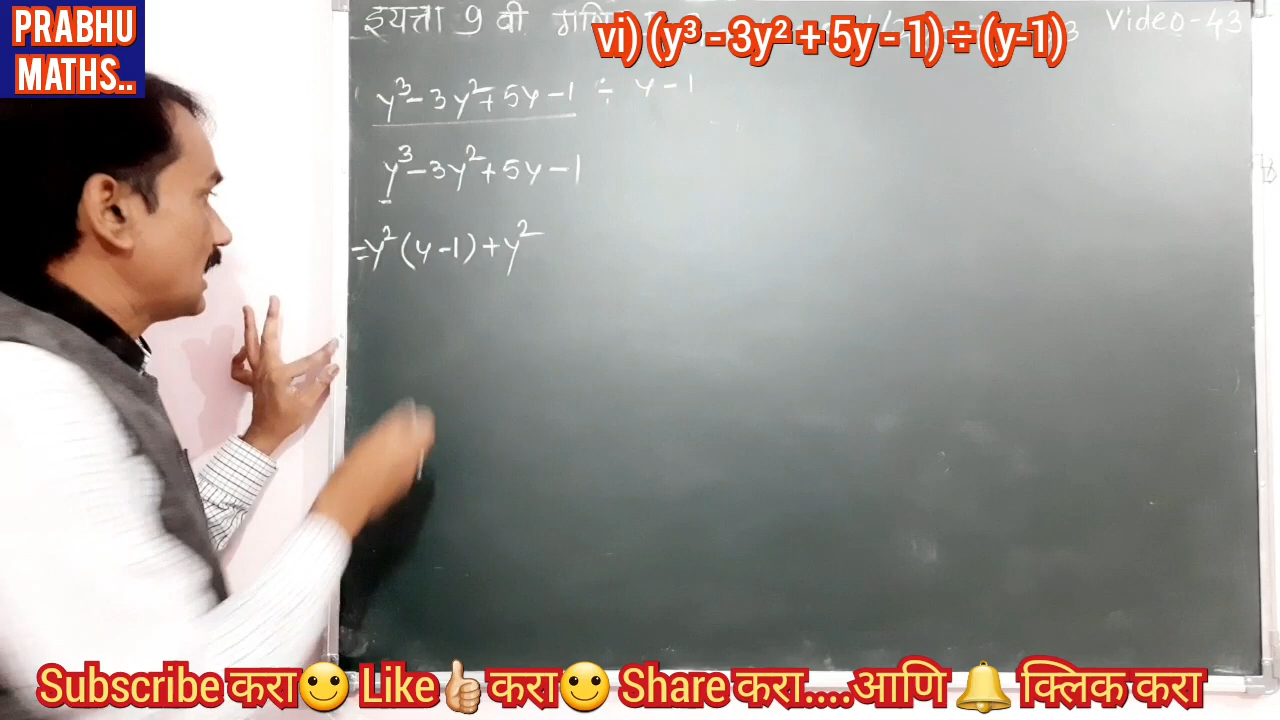 PRABHU
MATHS..
इयत्ता 9 वी
Video-43
vi) (y³ - 3y² + 5y - 1) ÷ (y-1))
y³ - 3y² + 5y - 1 ÷ y - 1
y³ - 3y² + 5y - 1
= y² (y - 1) + y²
Subscribe करा🙂 Like👍करा🙂 Share करा....आणि 🔔 क्लिक करा